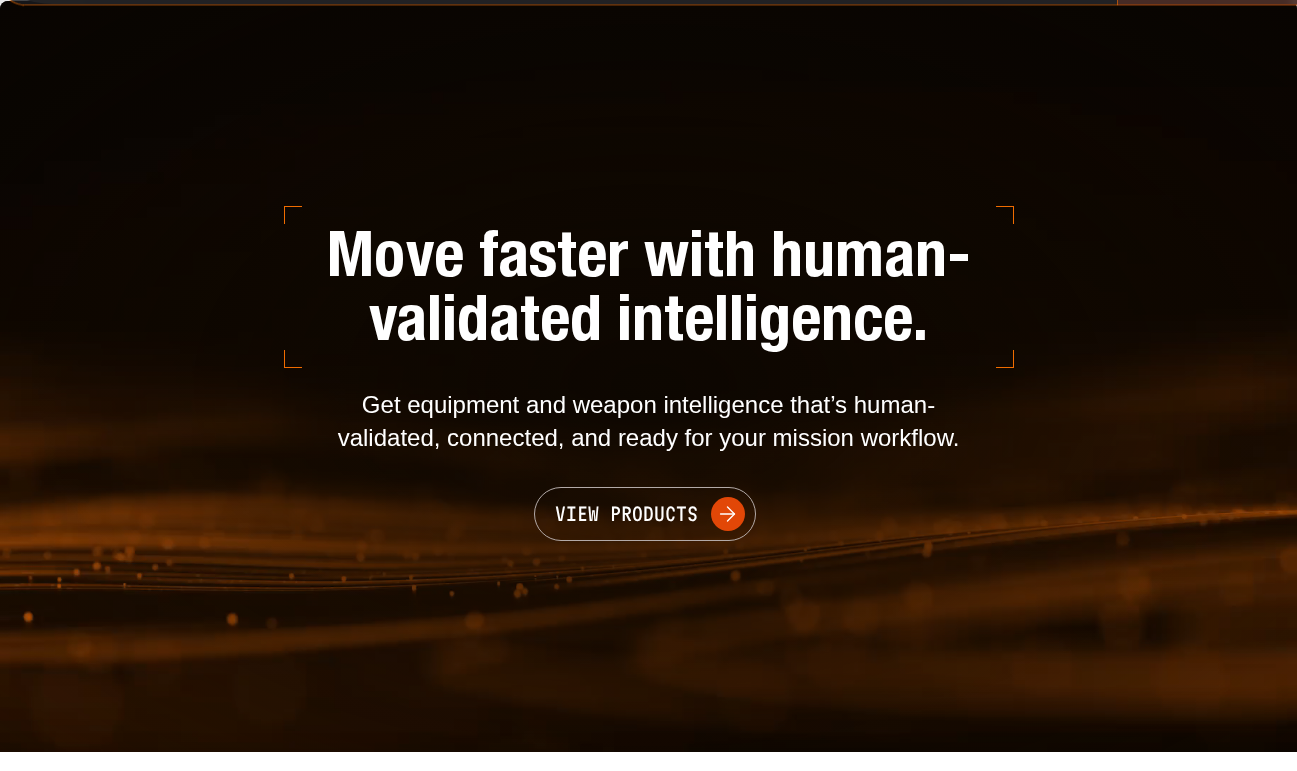 Move faster with human-
validated intelligence.
Get equipment and weapon intelligence that’s human-
validated, connected, and ready for your mission workflow.
VIEW PRODUCTS